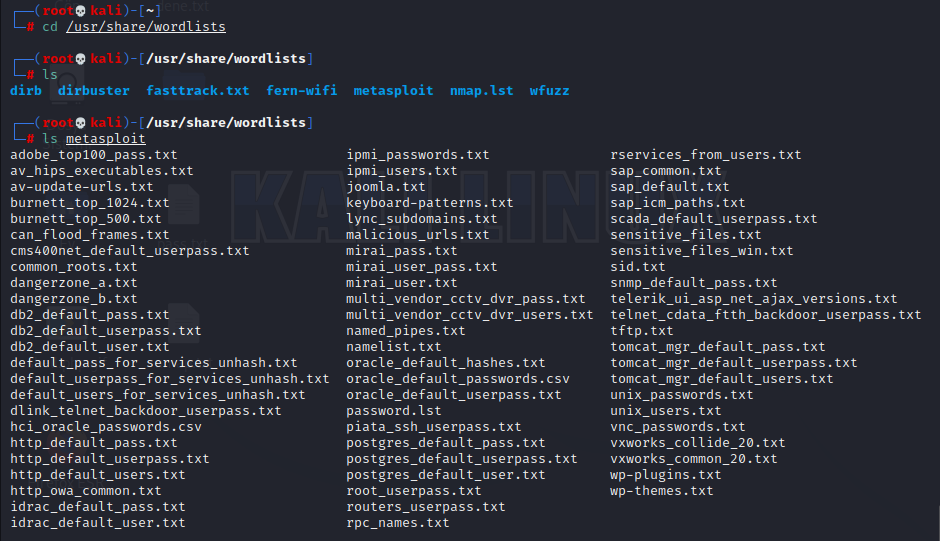 dene.txt
┌──(root💀kali)-[~]
└─# cd /usr/share/wordlists
┌──(root💀kali)-[/usr/share/wordlists]
└─# ls
dirb dirbuster fasttrack.txt fern-wifi metasploit nmap.lst wfuzz
┌──(root💀kali)-[/usr/share/wordlists]
└─# ls metasploit
adobe_top100_pass.txt ipmi_passwords.txt rservices_from_users.txt
av_hips_executables.txt ipmi_users.txt sap_common.txt
av-update-urls.txt joomla.txt sap_default.txt
burnett_top_1024.txt keyboard-patterns.txt sap_icm_paths.txt
burnett_top_500.txt lync_subdomains.txt scada_default_userpass.txt
can_flood_frames.txt malicious_urls.txt sensitive_files.txt
cms400net_default_userpass.txt mirai_pass.txt sensitive_files_win.txt
common_roots.txt mirai_user_pass.txt sid.txt
dangerzone_a.txt mirai_user.txt snmp_default_pass.txt
dangerzone_b.txt multi_vendor_cctv_dvr_pass.txt telerik_ui_asp_net_ajax_versions.txt
db2_default_pass.txt multi_vendor_cctv_dvr_users.txt telnet_cdata_ftth_backdoor_userpass.txt
db2_default_userpass.txt named_pipes.txt tftp.txt
db2_default_user.txt namelist.txt tomcat_mgr_default_pass.txt
default_pass_for_services_unhash.txt oracle_default_hashes.txt tomcat_mgr_default_userpass.txt
default_userpass_for_services_unhash.txt oracle_default_passwords.csv tomcat_mgr_default_users.txt
default_users_for_services_unhash.txt oracle_default_userpass.txt unix_passwords.txt
dlink_telnet_backdoor_userpass.txt password.lst unix_users.txt
hci_oracle_passwords.csv piata_ssh_userpass.txt vnc_passwords.txt
http_default_pass.txt postgres_default_pass.txt vxworks_collide_20.txt
http_default_userpass.txt postgres_default_userpass.txt vxworks_common_20.txt
http_default_users.txt postgres_default_user.txt wp-plugins.txt
http_owa_common.txt root_userpass.txt wp-themes.txt
idrac_default_pass.txt routers_userpass.txt
idrac_default_user.txt rpc_names.txt
KALI LINUX